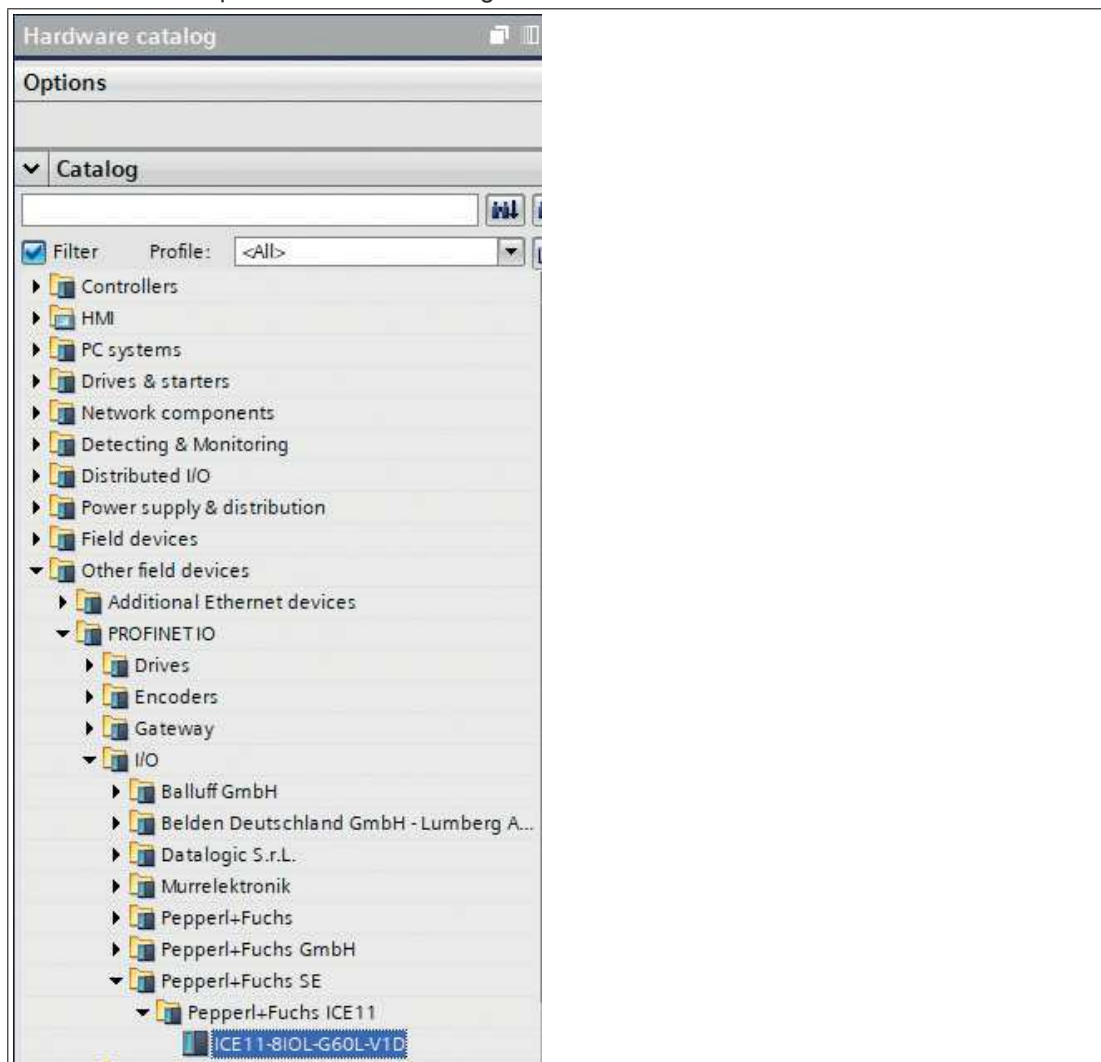 Hardware catalog
Options
Catalog
Filter Profile: <All>
Controllers
HMI
PC systems
Drives & starters
Network components
Detecting & Monitoring
Distributed I/O
Power supply & distribution
Field devices
Other field devices
Additional Ethernet devices
PROFINET IO
Drives
Encoders
Gateway
I/O
Balluff GmbH
Belden Deutschland GmbH - Lumberg A...
Datalogic S.r.L.
Murrelektronik
Pepperl+Fuchs
Pepperl+Fuchs GmbH
Pepperl+Fuchs SE
Pepperl+Fuchs ICE11
ICE11-8IOL-G60L-V1D